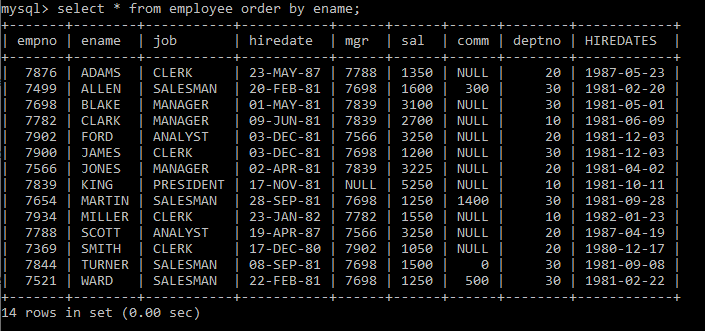 mysql> select * from employee order by ename;
+-------+--------+-----------+-----------+------+------+------+--------+------------+
| empno | ename  | job       | hiredate  | mgr  | sal  | comm | deptno | HIREDATES  |
+-------+--------+-----------+-----------+------+------+------+--------+------------+
|  7876 | ADAMS  | CLERK     | 23-MAY-87 | 7788 | 1350 | NULL |     20 | 1987-05-23 |
|  7499 | ALLEN  | SALESMAN  | 20-FEB-81 | 7698 | 1600 |  300 |     30 | 1981-02-20 |
|  7698 | BLAKE  | MANAGER   | 01-MAY-81 | 7839 | 3100 | NULL |     30 | 1981-05-01 |
|  7782 | CLARK  | MANAGER   | 09-JUN-81 | 7839 | 2700 | NULL |     10 | 1981-06-09 |
|  7902 | FORD   | ANALYST   | 03-DEC-81 | 7566 | 3250 | NULL |     20 | 1981-12-03 |
|  7900 | JAMES  | CLERK     | 03-DEC-81 | 7698 | 1200 | NULL |     30 | 1981-12-03 |
|  7566 | JONES  | MANAGER   | 02-APR-81 | 7839 | 3225 | NULL |     20 | 1981-04-02 |
|  7839 | KING   | PRESIDENT | 17-NOV-81 | NULL | 5250 | NULL |     10 | 1981-10-11 |
|  7654 | MARTIN | SALESMAN  | 28-SEP-81 | 7698 | 1250 | 1400 |     30 | 1981-09-28 |
|  7934 | MILLER | CLERK     | 23-JAN-82 | 7782 | 1550 | NULL |     10 | 1982-01-23 |
|  7788 | SCOTT  | ANALYST   | 19-APR-87 | 7566 | 3250 | NULL |     20 | 1987-04-19 |
|  7369 | SMITH  | CLERK     | 17-DEC-80 | 7902 | 1050 | NULL |     20 | 1980-12-17 |
|  7844 | TURNER | SALESMAN  | 08-SEP-81 | 7698 | 1500 |    0 |     30 | 1981-09-08 |
|  7521 | WARD   | SALESMAN  | 22-FEB-81 | 7698 | 1250 |  500 |     30 | 1981-02-22 |
+-------+--------+-----------+-----------+------+------+------+--------+------------+
14 rows in set (0.00 sec)